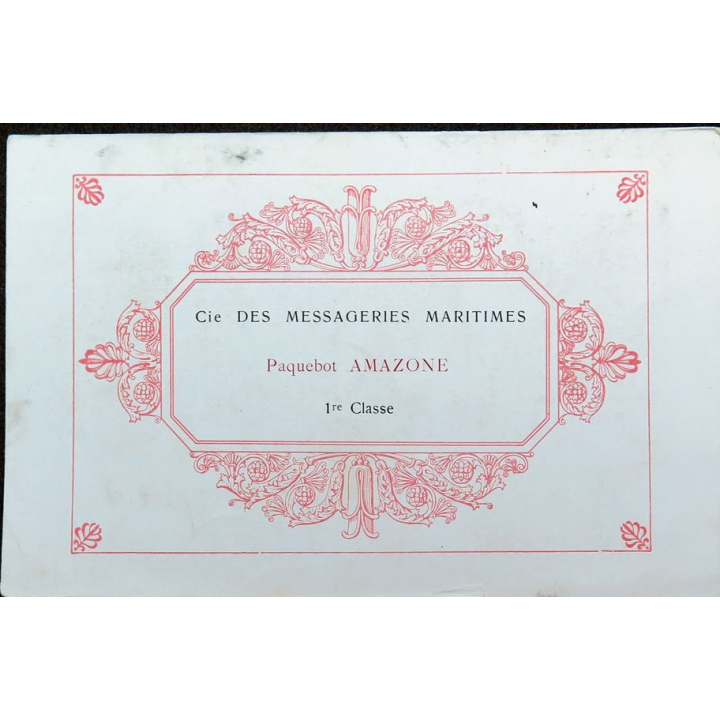 Cie DES MESSAGERIES MARITIMES
Paquebot AMAZONE
1re Classe